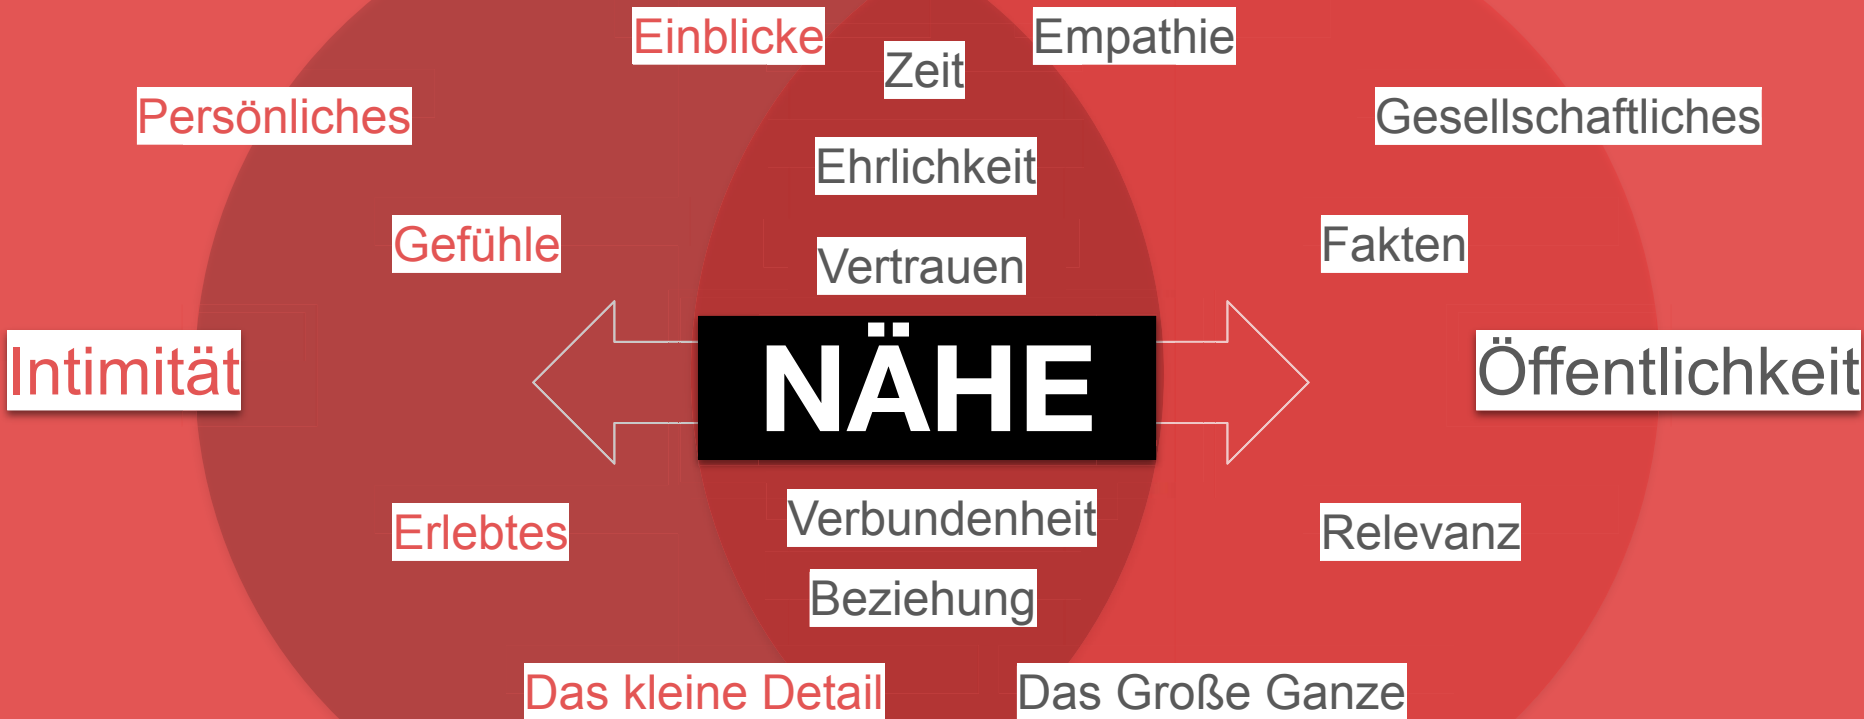 Einblicke
Empathie
Zeit
Persönliches
Gesellschaftliches
Ehrlichkeit
Gefühle
Fakten
Vertrauen
Intimität
NÄHE
Öffentlichkeit
Verbundenheit
Erlebtes
Relevanz
Beziehung
Das kleine Detail
Das Große Ganze